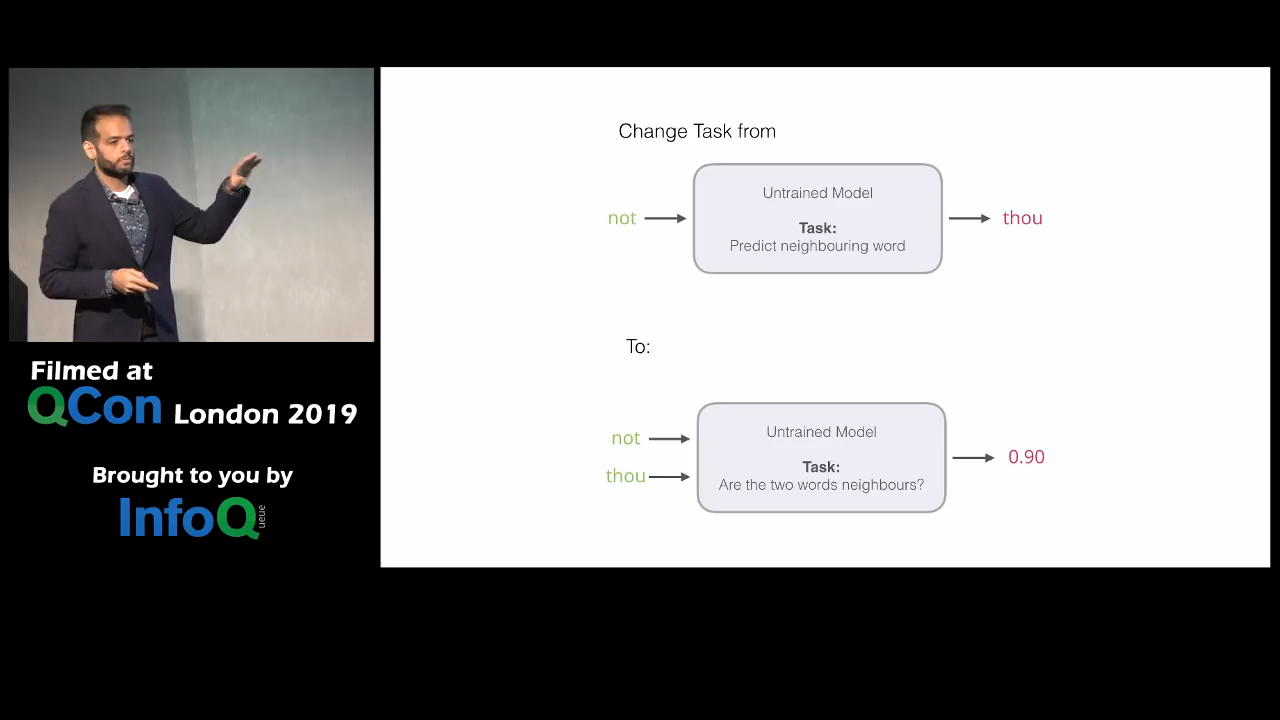 Change Task from
Untrained Model
not
Task:
thou
Predict neighbouring word
To:
Untrained Model
not
Task:
0.90
thou
Are the two words neighbours?
Filmed at
QCon London 2019
Brought to you by
InfoQ
ueue